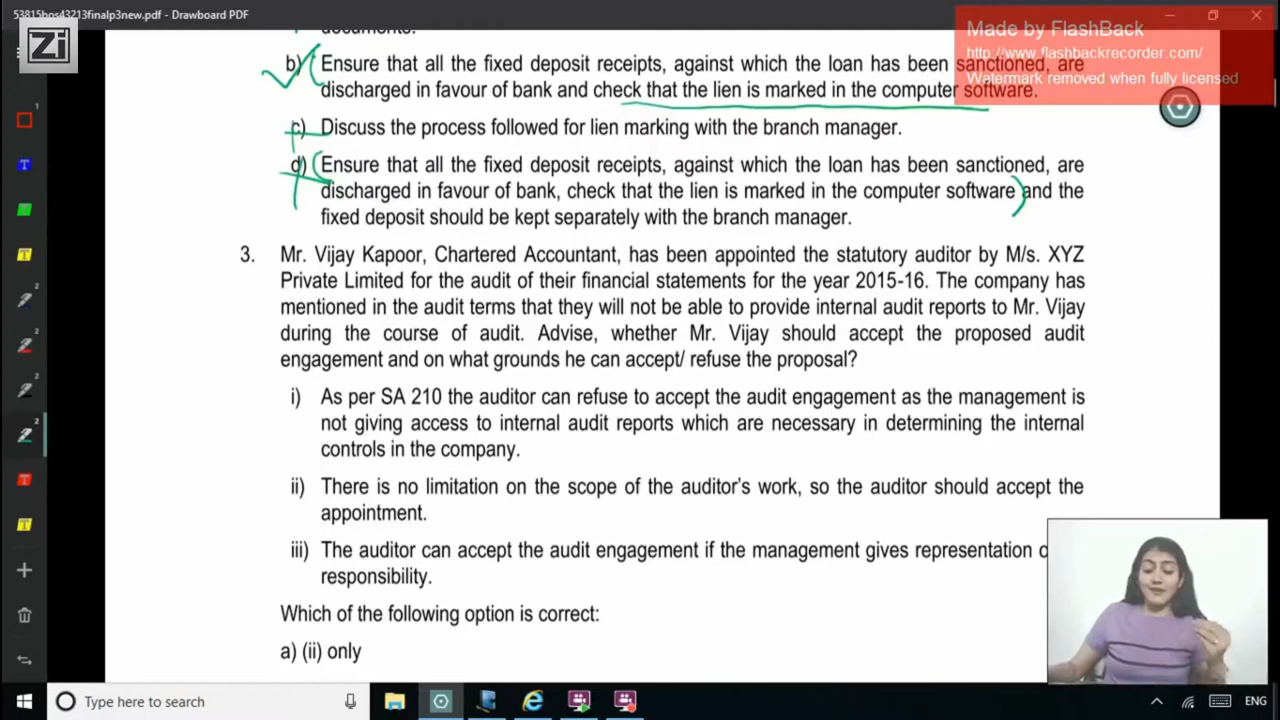 53815bos43213finalp3new.pdf - Drawboard PDF
Zi
Made by FlashBack
http://www.flashbackrecorder.com/
Watermark removed when fully licensed
documents.
b) Ensure that all the fixed deposit receipts, against which the loan has been sanctioned, are
discharged in favour of bank and check that the lien is marked in the computer software.
c) Discuss the process followed for lien marking with the branch manager.
d) Ensure that all the fixed deposit receipts, against which the loan has been sanctioned, are
discharged in favour of bank, check that the lien is marked in the computer software and the
fixed deposit should be kept separately with the branch manager.
3. Mr. Vijay Kapoor, Chartered Accountant, has been appointed the statutory auditor by M/s. XYZ
Private Limited for the audit of their financial statements for the year 2015-16. The company has
mentioned in the audit terms that they will not be able to provide internal audit reports to Mr. Vijay
during the course of audit. Advise, whether Mr. Vijay should accept the proposed audit
engagement and on what grounds he can accept/ refuse the proposal?
i) As per SA 210 the auditor can refuse to accept the audit engagement as the management is
not giving access to internal audit reports which are necessary in determining the internal
controls in the company.
ii) There is no limitation on the scope of the auditor's work, so the auditor should accept the
appointment.
iii) The auditor can accept the audit engagement if the management gives representation
responsibility.
Which of the following option is correct:
a) (ii) only
Type here to search
ENG